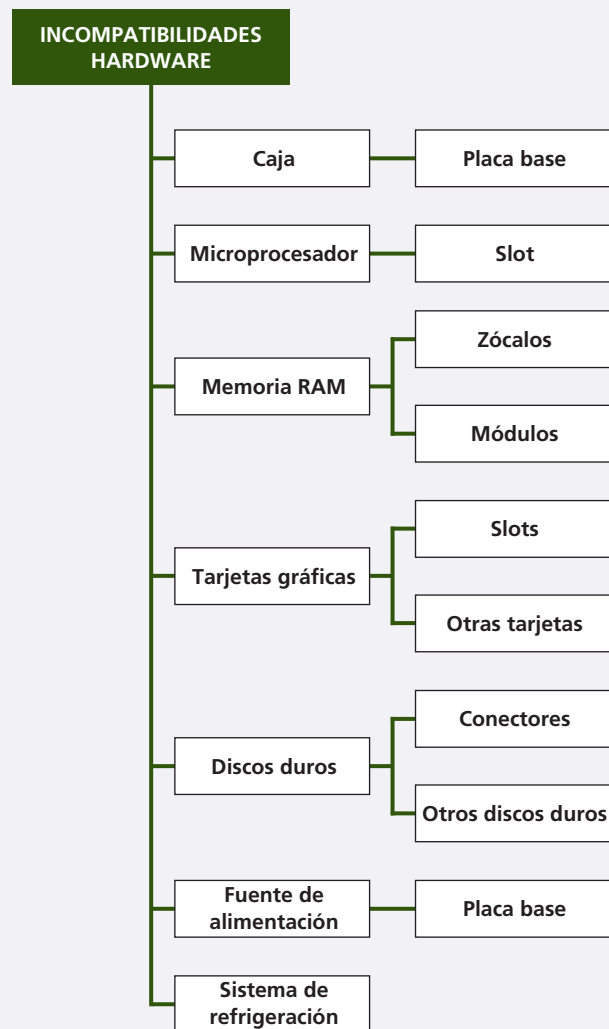 INCOMPATIBILIDADES
HARDWARE
Caja
Placa base
Microprocesador
Slot
Memoria RAM
Zócalos
Módulos
Tarjetas gráficas
Slots
Otras tarjetas
Discos duros
Conectores
Otros discos duros
Fuente de
alimentación
Placa base
Sistema de
refrigeración